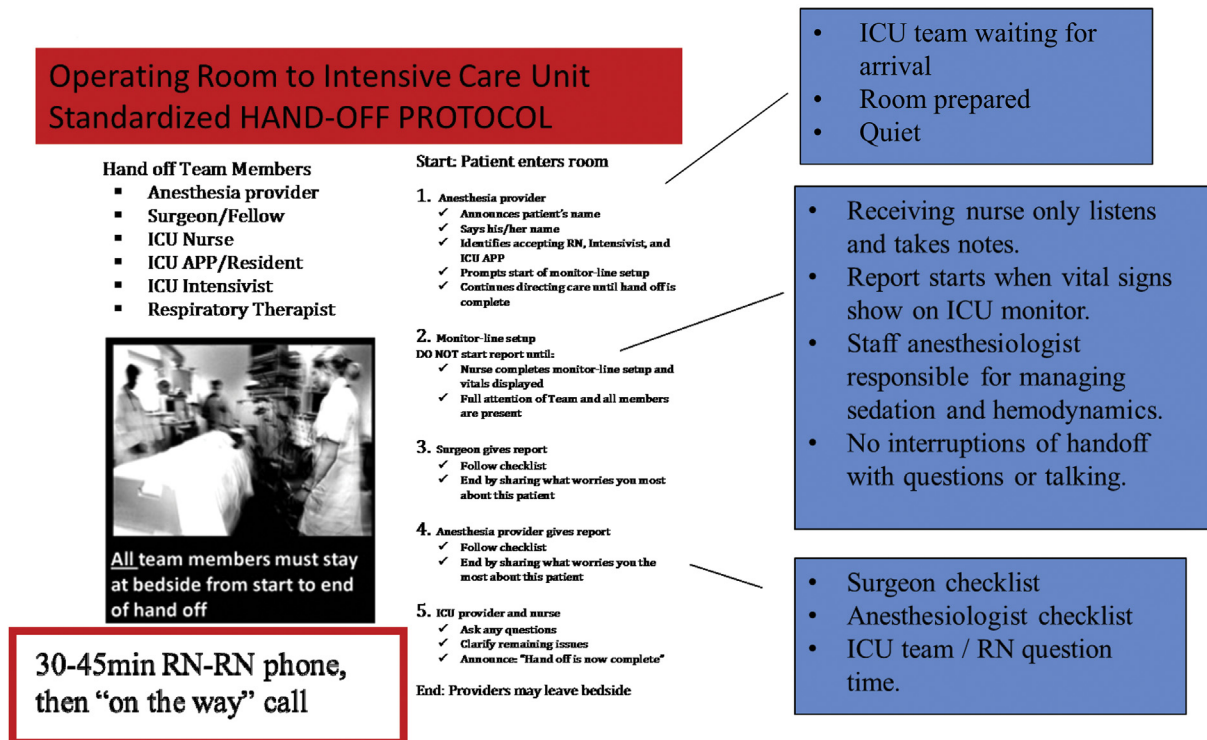 Operating Room to Intensive Care Unit
Standardized HAND-OFF PROTOCOL
Hand off Team Members
▪ Anesthesia provider
▪ Surgeon/Fellow
▪ ICU Nurse
▪ ICU APP/Resident
▪ ICU Intensivist
▪ Respiratory Therapist
All team members must stay
at bedside from start to end
of hand off
30-45min RN-RN phone,
then “on the way” call
Start: Patient enters room
1. Anesthesia provider
✓ Announces patient's name
✓ Says his/her name
✓ Identifies accepting RN, Intensivist, and
ICU APP
✓ Prompts start of monitor-line setup
✓ Continues directing care until hand off is
complete
2. Monitor-line setup
DO NOT start report until:
✓ Nurse completes monitor-line setup and
vitals displayed
✓ Full attention of Team and all members
are present
3. Surgeon gives report
✓ Follow checklist
✓ End by sharing what worries you most
about this patient
4. Anesthesia provider gives report
✓ Follow checklist
✓ End by sharing what worries you the
most about this patient
5. ICU provider and nurse
✓ Ask any questions
✓ Clarify remaining issues
✓ Announce: “Hand off is now complete”
End: Providers may leave bedside
• ICU team waiting for
arrival
• Room prepared
• Quiet
• Receiving nurse only listens
and takes notes.
• Report starts when vital signs
show on ICU monitor.
• Staff anesthesiologist
responsible for managing
sedation and hemodynamics.
• No interruptions of handoff
with questions or talking.
• Surgeon checklist
• Anesthesiologist checklist
• ICU team / RN question
time.